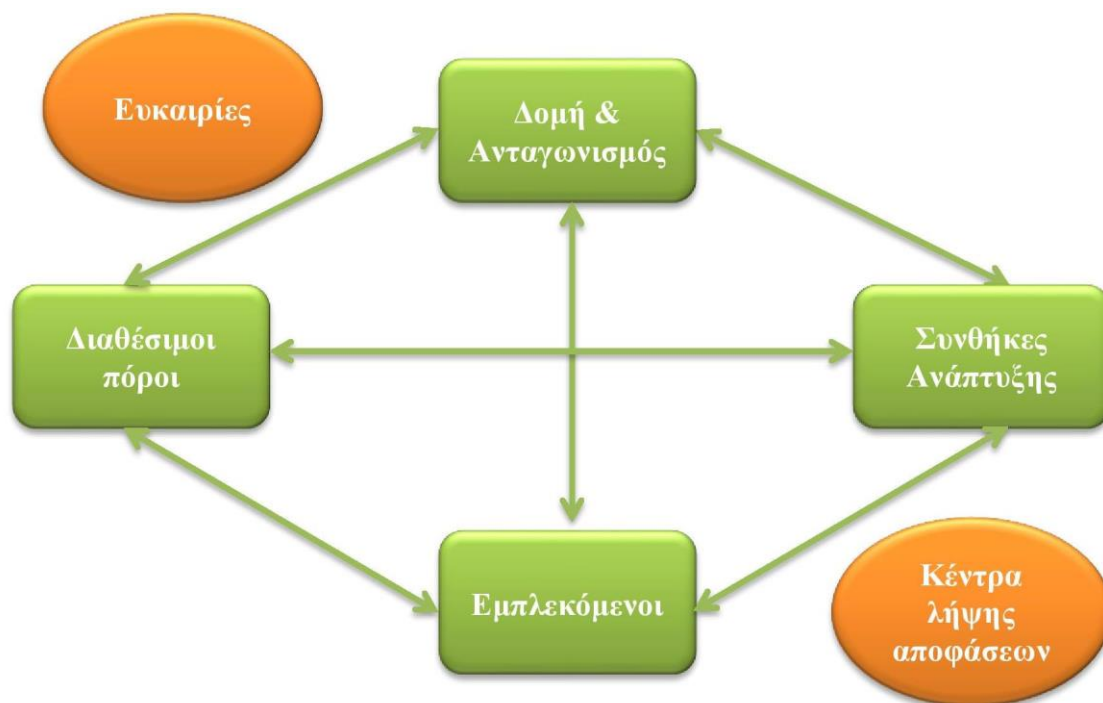 Ευκαιρίες
Δομή &
Ανταγωνισμός
Διαθέσιμοι
πόροι
Συνθήκες
Ανάπτυξης
Εμπλεκόμενοι
Κέντρα
λήψης
αποφάσεων